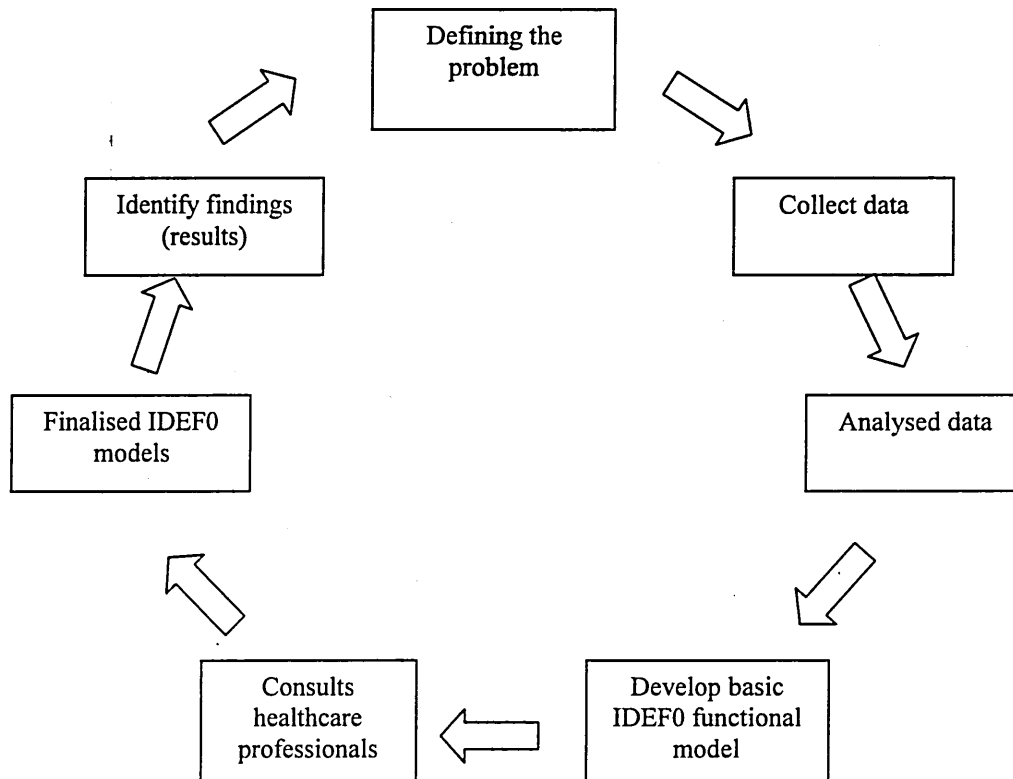 Defining the
problem
Collect data
Analysed data
Develop basic
IDEF0 functional
model
Consults
healthcare
professionals
Finalised IDEF0
models
Identify findings
(results)